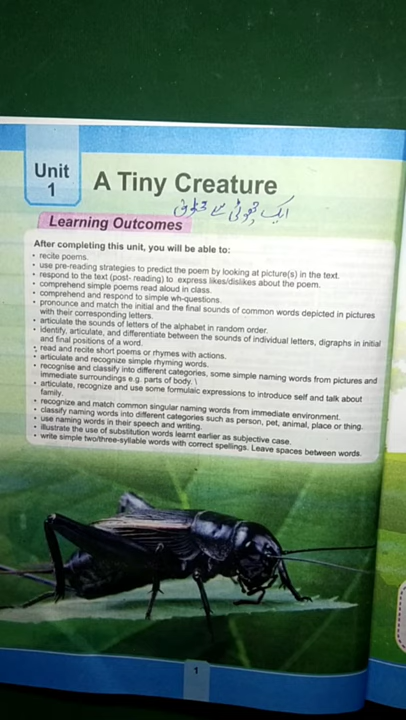 Unit
1
A Tiny Creature
ایک چھوٹی سے مخلوق
Learning Outcomes
After completing this unit, you will be able to:
• recite poems.
• use pre-reading strategies to predict the poem by looking at picture(s) in the text.
• respond to the text (post- reading) to express likes/dislikes about the poem.
• comprehend simple poems read aloud in class.
• comprehend and respond to simple wh-questions.
• pronounce and match the initial and the final sounds of common words depicted in pictures
with their corresponding letters.
• articulate the sounds of letters of the alphabet in random order.
• identify, articulate, and differentiate between the sounds of individual letters, digraphs in initial
and final positions of a word.
• read and recite short poems or rhymes with actions.
• articulate and recognize simple rhyming words.
• recognise and classify into different categories, some simple naming words from pictures and
immediate surroundings e.g. parts of body.
• articulate, recognize and use some formulaic expressions to introduce self and talk about
family.
• recognize and match common singular naming words from immediate environment.
• classify naming words into different categories such as person, pet, animal, place or thing.
• use naming words in their speech and writing.
• illustrate the use of substitution words learnt earlier as subjective case.
• write simple two/three-syllable words with correct spellings. Leave spaces between words.
1